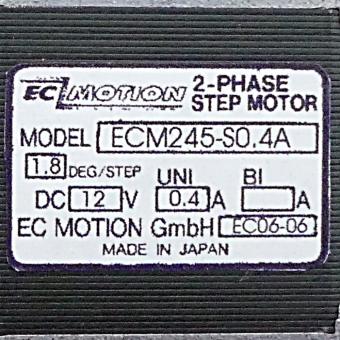 EC MOTION 2-PHASE
STEP MOTOR
MODEL ECM245-S0.4A
1.8 DEG/STEP UNI BI
DC 12 V 0.4 A A
EC MOTION GmbH EC06-06
MADE IN JAPAN